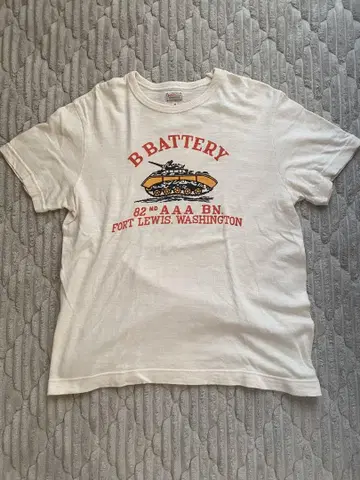 B BATTERY
82ND AAA BN.
FORT LEWIS, WASHINGTON